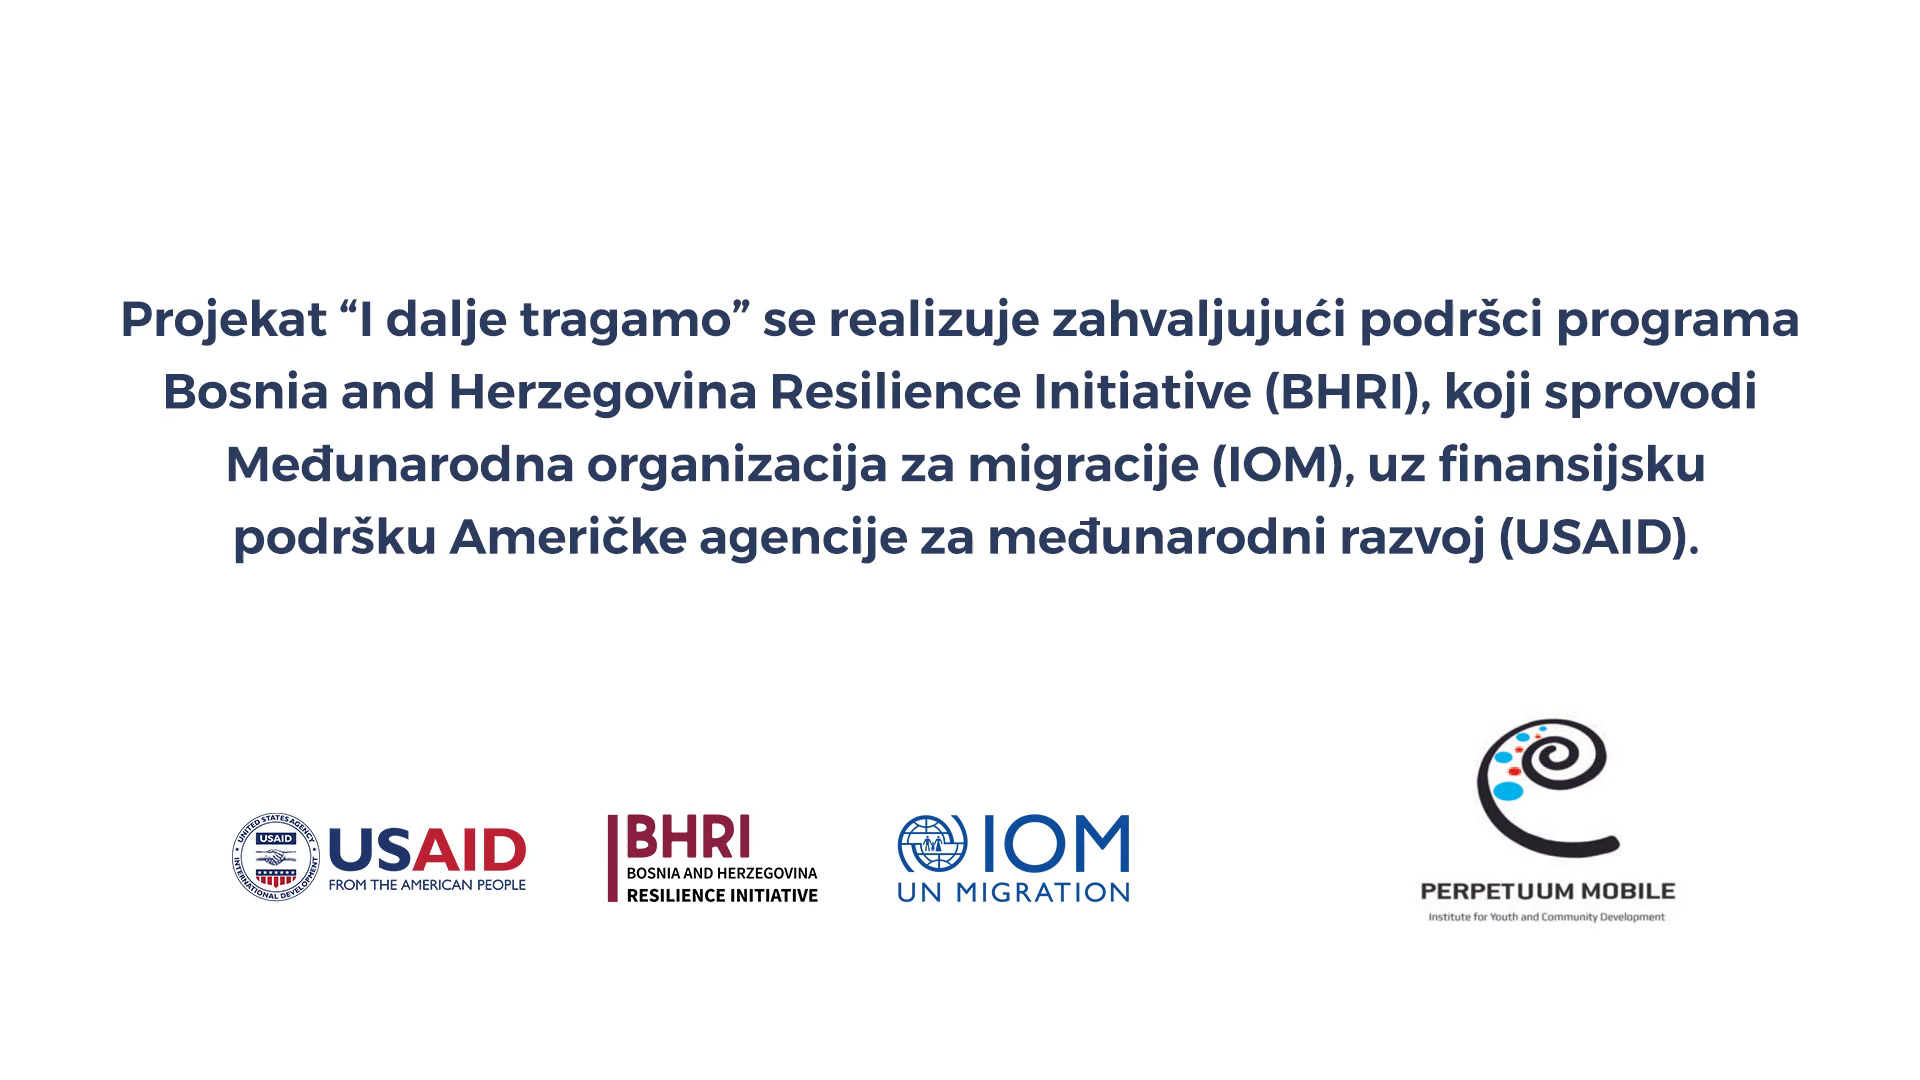 Projekat “I dalje tragamo” se realizuje zahvaljujući podršci programa
Bosnia and Herzegovina Resilience Initiative (BHRI), koji sprovodi
Međunarodna organizacija za migracije (IOM), uz finansijsku
podršku Američke agencije za međunarodni razvoj (USAID).
UNITED STATES AGENCY
USAID
INTERNATIONAL DEVELOPMENT
USAID
FROM THE AMERICAN PEOPLE
BHRI
BOSNIA AND HERZEGOVINA
RESILIENCE INITIATIVE
IOM
UN MIGRATION
PERPETUUM MOBILE
Institute for Youth and Community Development